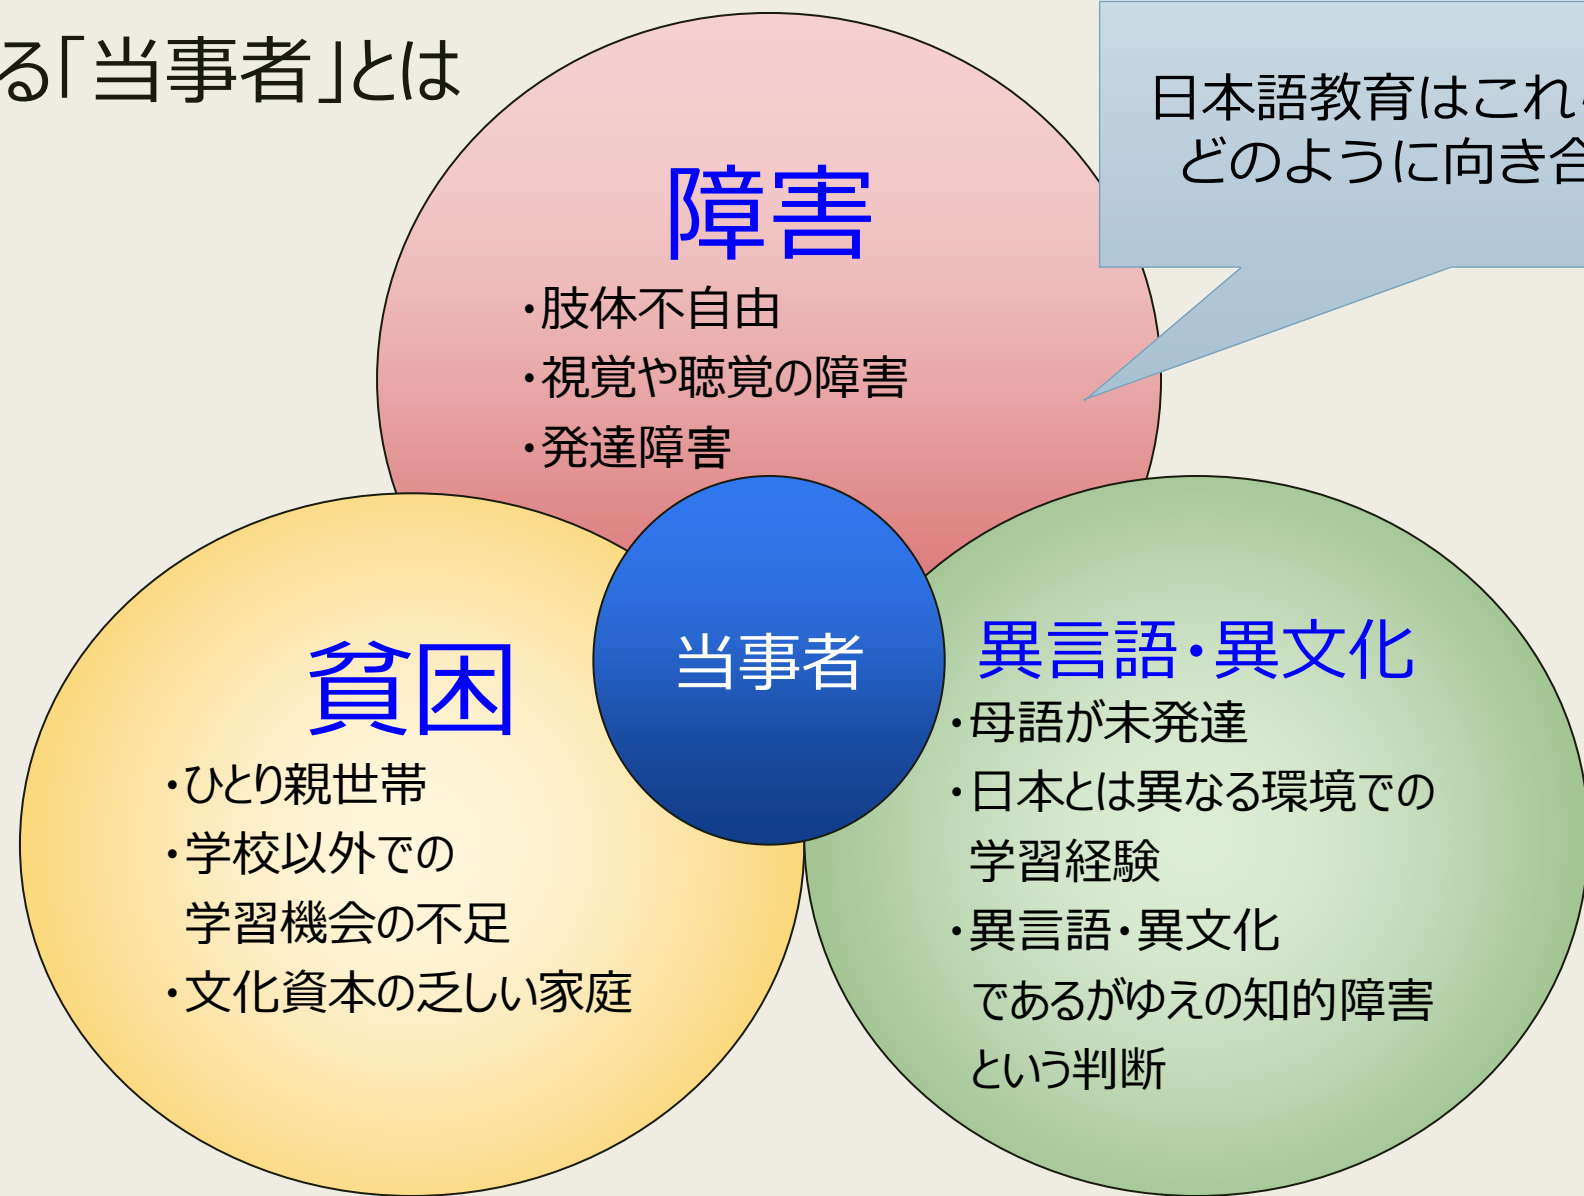 る「当事者」とは
日本語教育はこれ
どのように向き合
障害
・肢体不自由
・視覚や聴覚の障害
・発達障害
当事者
貧困
・ひとり親世帯
・学校以外での
学習機会の不足
・文化資本の乏しい家庭
異言語・異文化
・母語が未発達
・日本とは異なる環境での
学習経験
・異言語・異文化
であるがゆえの知的障害
という判断